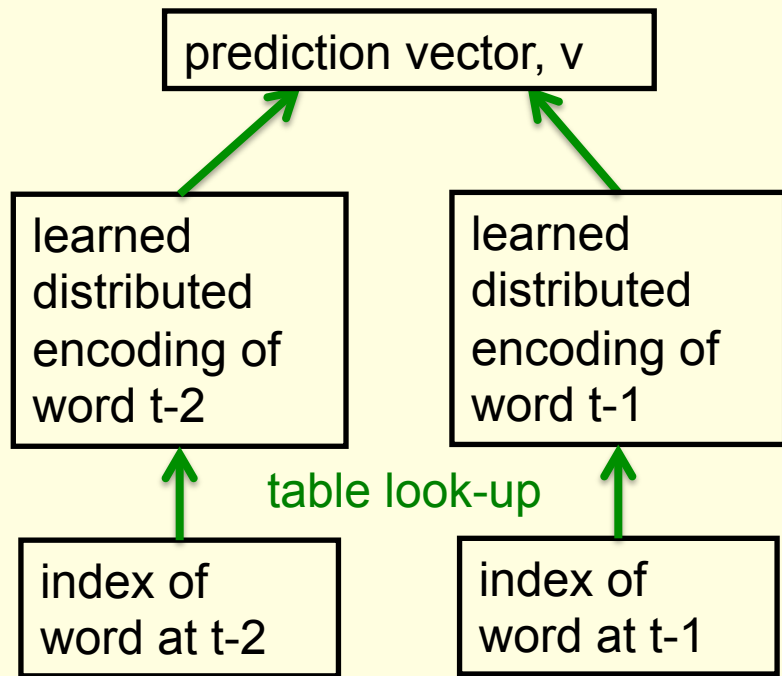 prediction vector, v
learned
distributed
encoding of
word t-2
learned
distributed
encoding of
word t-1
table look-up
index of
word at t-2
index of
word at t-1